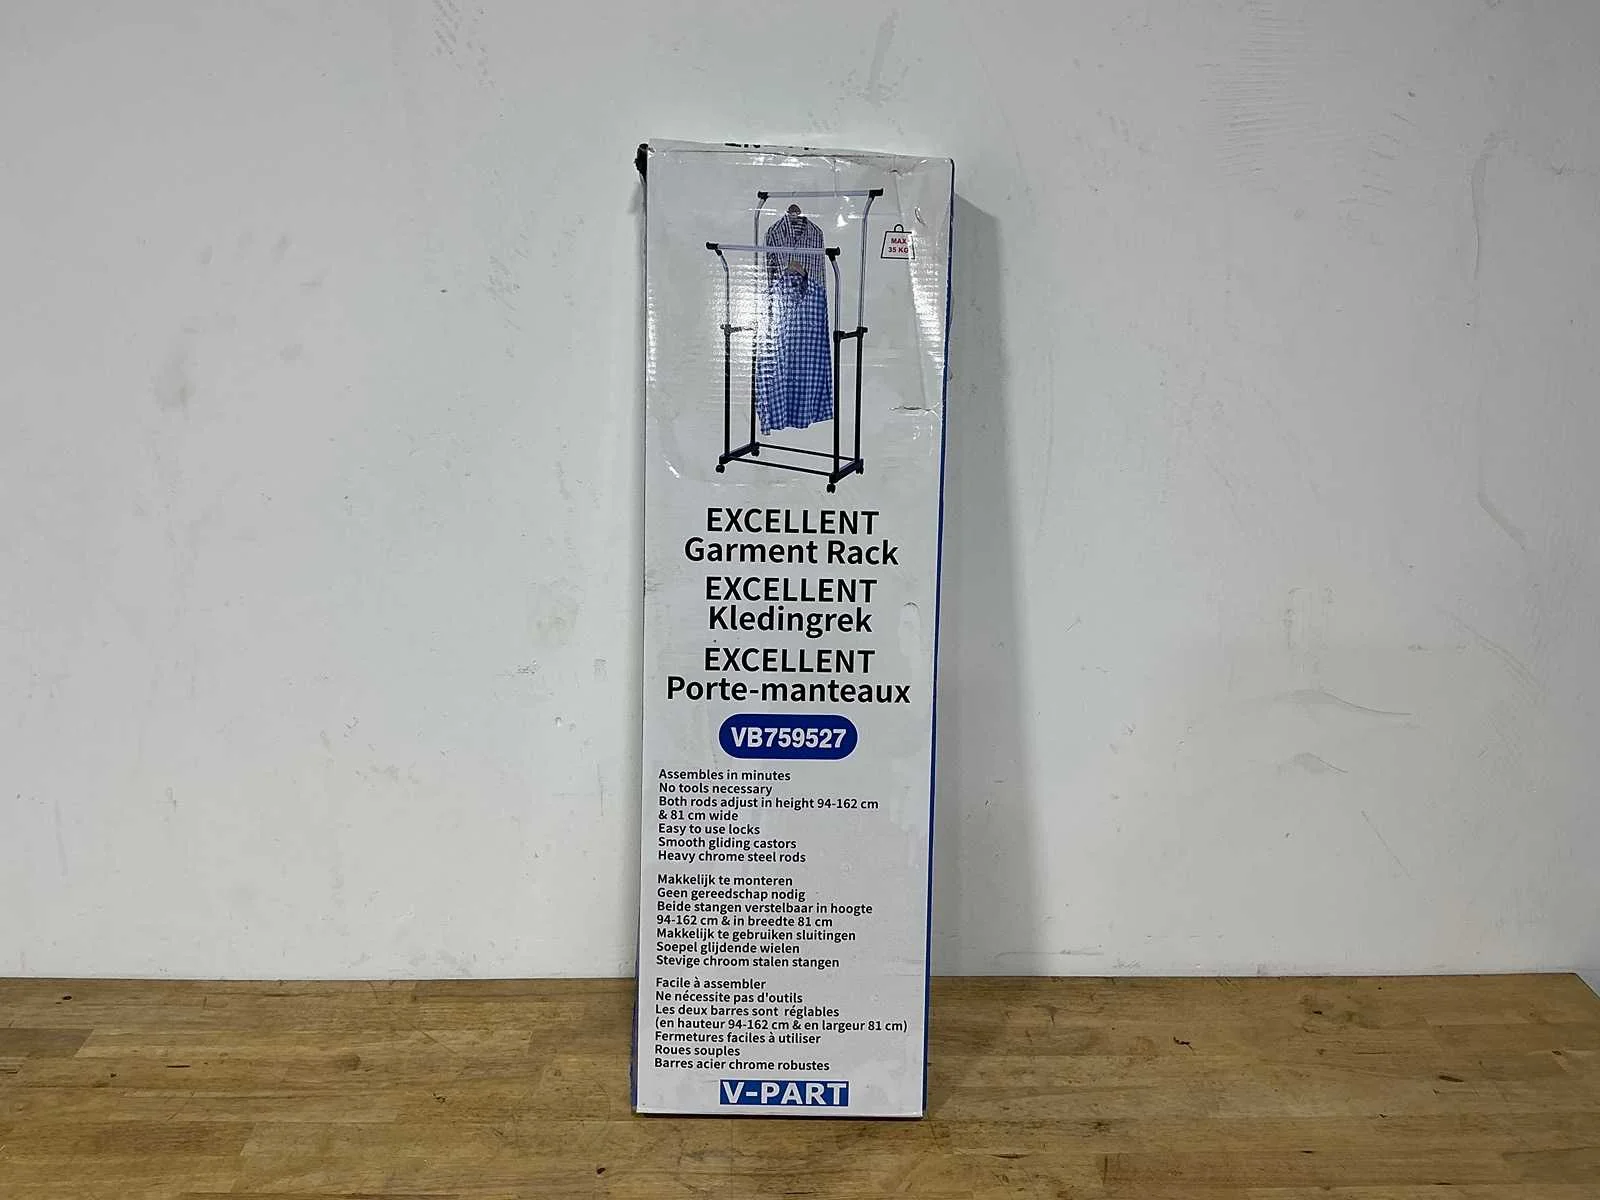 MAX
35 KG
EXCELLENT
Garment Rack
EXCELLENT
Kledingrek
EXCELLENT
Porte-manteaux
VB759527
Assembles in minutes
No tools necessary
Both rods adjust in height 94-162 cm
& 81 cm wide
Easy to use locks
Smooth gliding castors
Heavy chrome steel rods
Makkelijk te monteren
Geen gereedschap nodig
Beide stangen verstelbaar in hoogte
94-162 cm & in breedte 81 cm
Makkelijk te gebruiken sluitingen
Soepel glijdende wielen
Stevige chroom stalen stangen
Facile à assembler
Ne nécessite pas d'outils
Les deux barres sont réglables
(en hauteur 94-162 cm & en largeur 81 cm)
Fermetures faciles à utiliser
Roues souples
Barres acier chrome robustes
V-PART